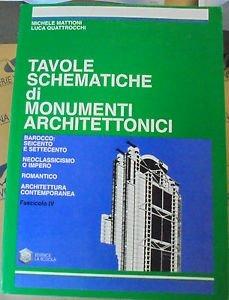 MICHELE MATTIONI
LUCA QUATTROCCHI
TAVOLE
SCHEMATICHE
di
MONUMENTI
ARCHITETTONICI
BAROCCO:
SEICENTO
E SETTECENTO
NEOCLASSICISMO
O IMPERO
ROMANTICO
ARCHITETTURA
CONTEMPORANEA
Fascicolo IV
EDITRICE
LA SCUOLA